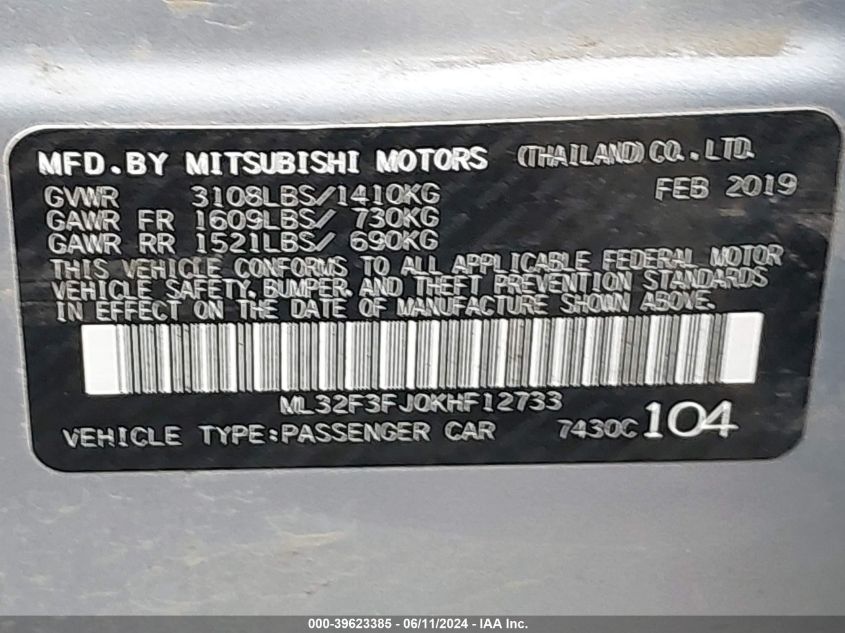 MFD.BY MITSUBISHI MOTORS (THAILAND) CO.,LTD.
GVWR 3108LBS/1410KG FEB 2019
GAWR FR 1609LBS/ 730KG
GAWR RR 1521LBS/ 690KG
THIS VEHICLE CONFORMS TO ALL APPLICABLE FEDERAL MOTOR
VEHICLE SAFETY, BUMPER, AND THEFT PREVENTION STANDARDS
IN EFFECT ON THE DATE OF MANUFACTURE SHOWN ABOVE.
ML32F3FJ0KHF12733
VEHICLE TYPE:PASSENGER CAR 7430C 104
000-39623385 - 06/11/2024 - IAA Inc.